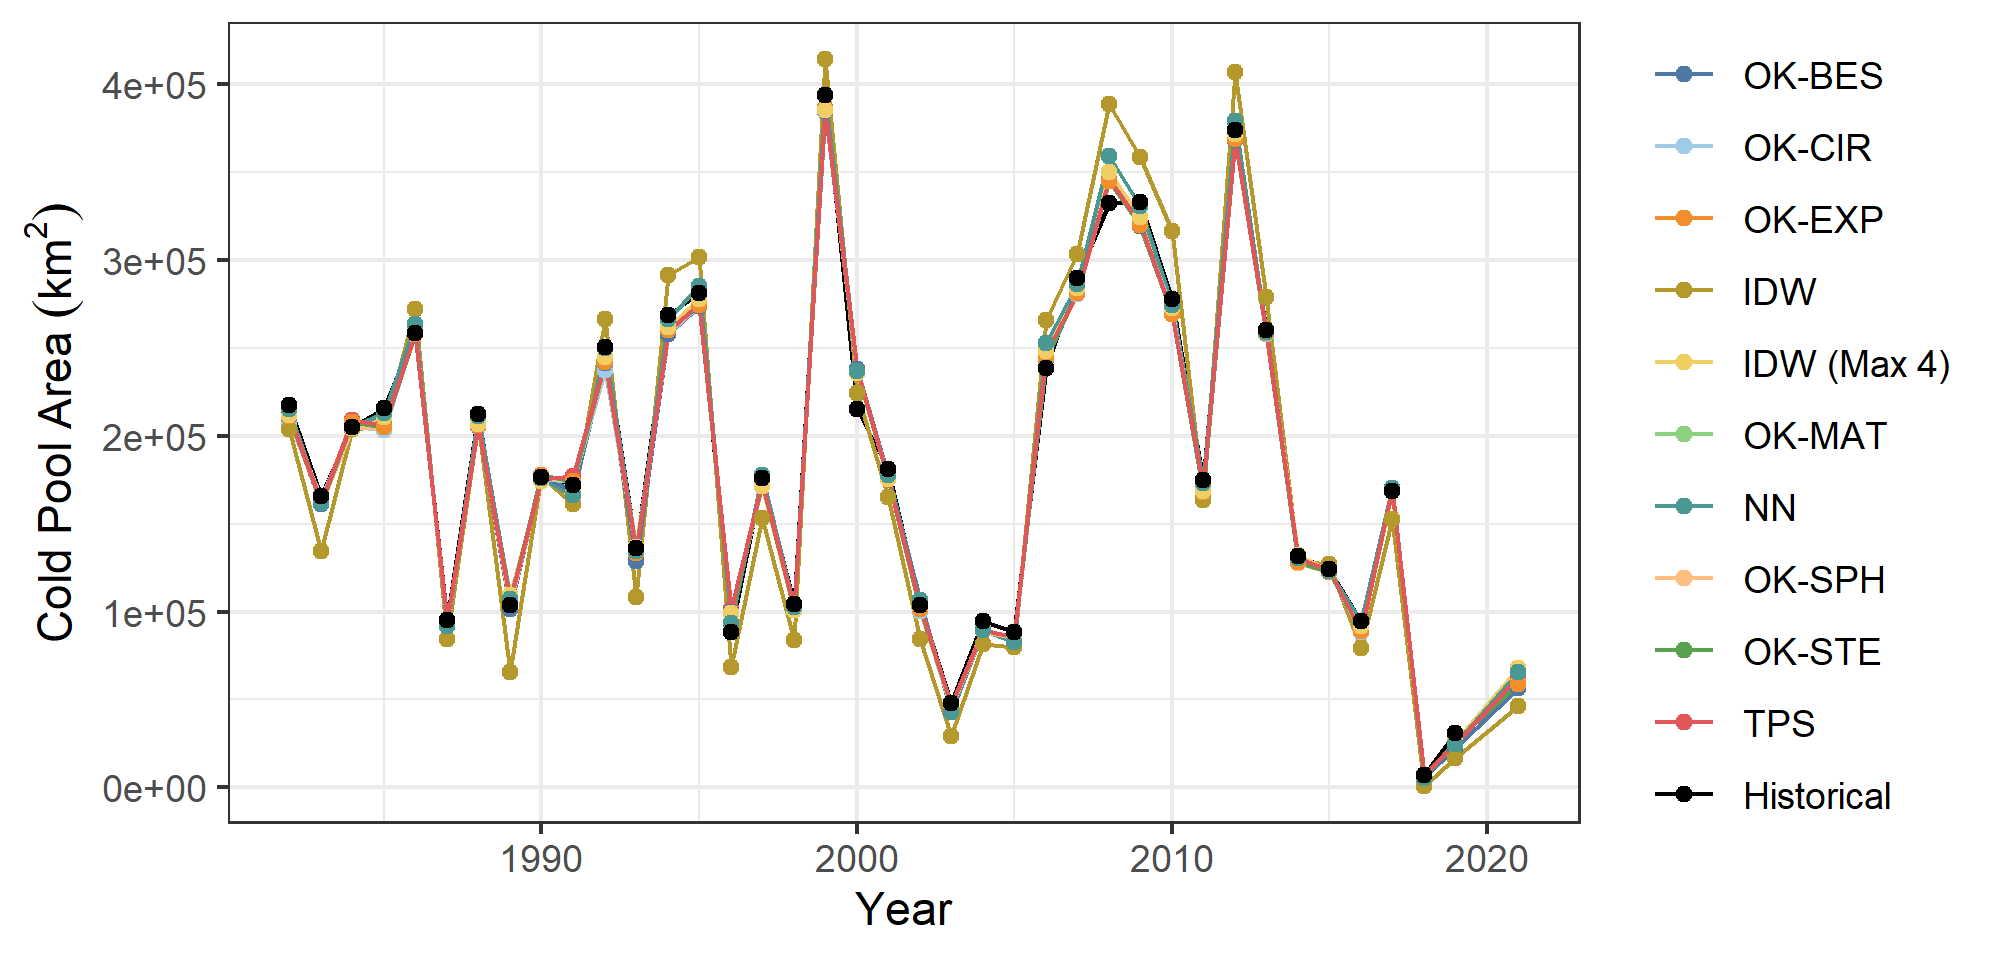 4e+05
3e+05
2e+05
1e+05
0e+00
Cold Pool Area (km²)
1990 2000 2010 2020
Year
OK-BES
OK-CIR
OK-EXP
IDW
IDW (Max 4)
OK-MAT
NN
OK-SPH
OK-STE
TPS
Historical